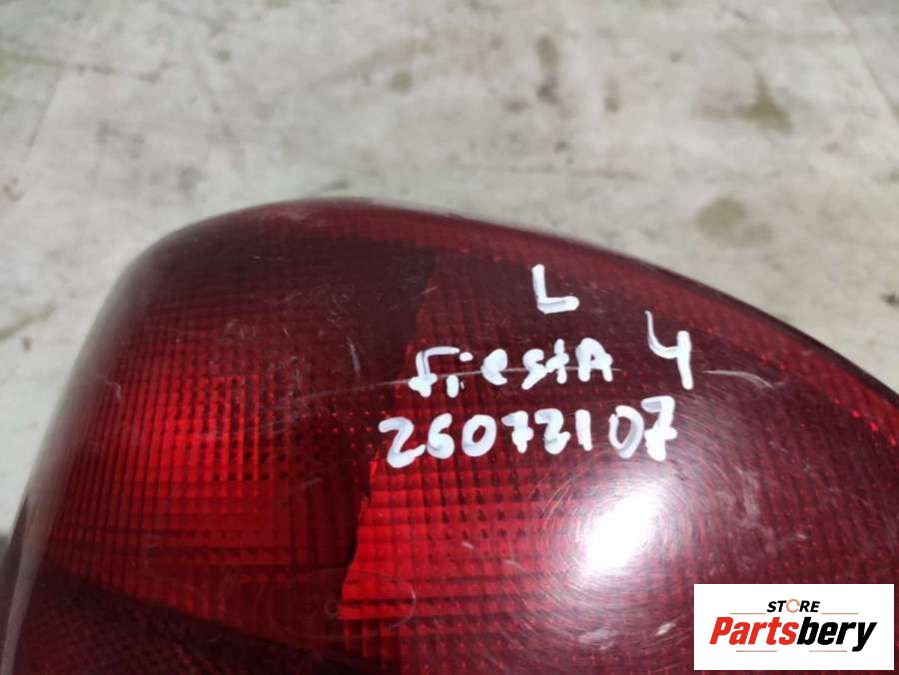 L
fiestA 4
26073107
STORE
Partsbery